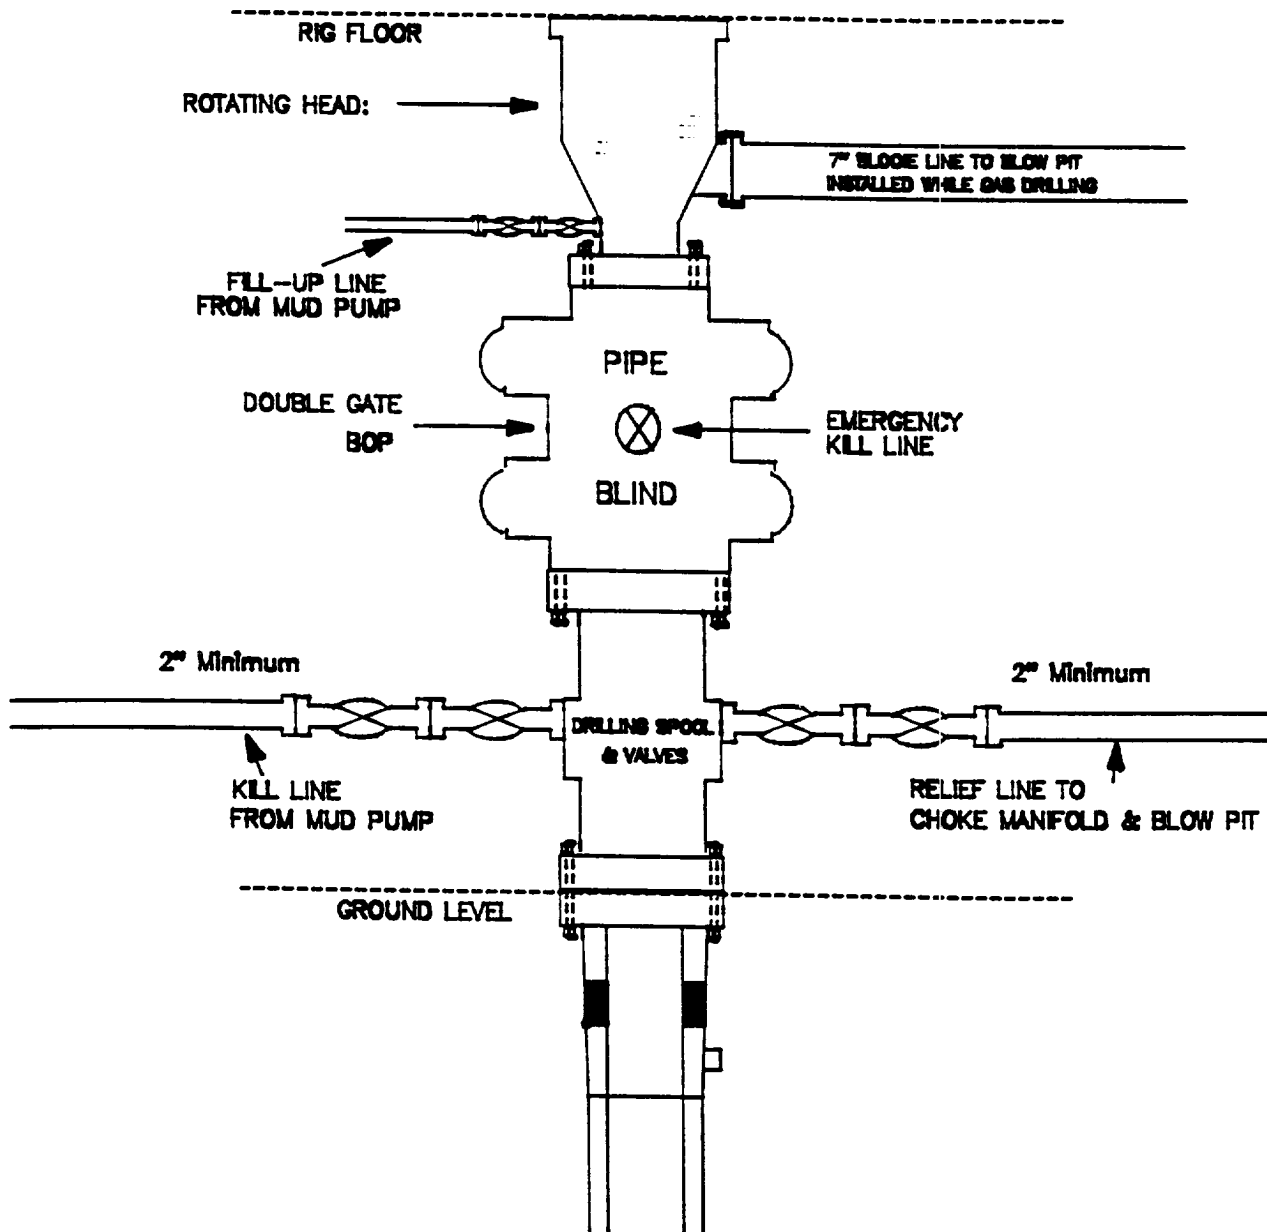 RIG FLOOR
ROTATING HEAD:
7" BLOOIE LINE TO BLOW PIT
INSTALLED WHILE GAS DRILLING
FILL-UP LINE
FROM MUD PUMP
PIPE
DOUBLE GATE
BOP
EMERGENCY
KILL LINE
BLIND
2" Minimum
2" Minimum
DRILLING SPOOL
& VALVES
KILL LINE
FROM MUD PUMP
RELIEF LINE TO
CHOKE MANIFOLD & BLOW PIT
GROUND LEVEL